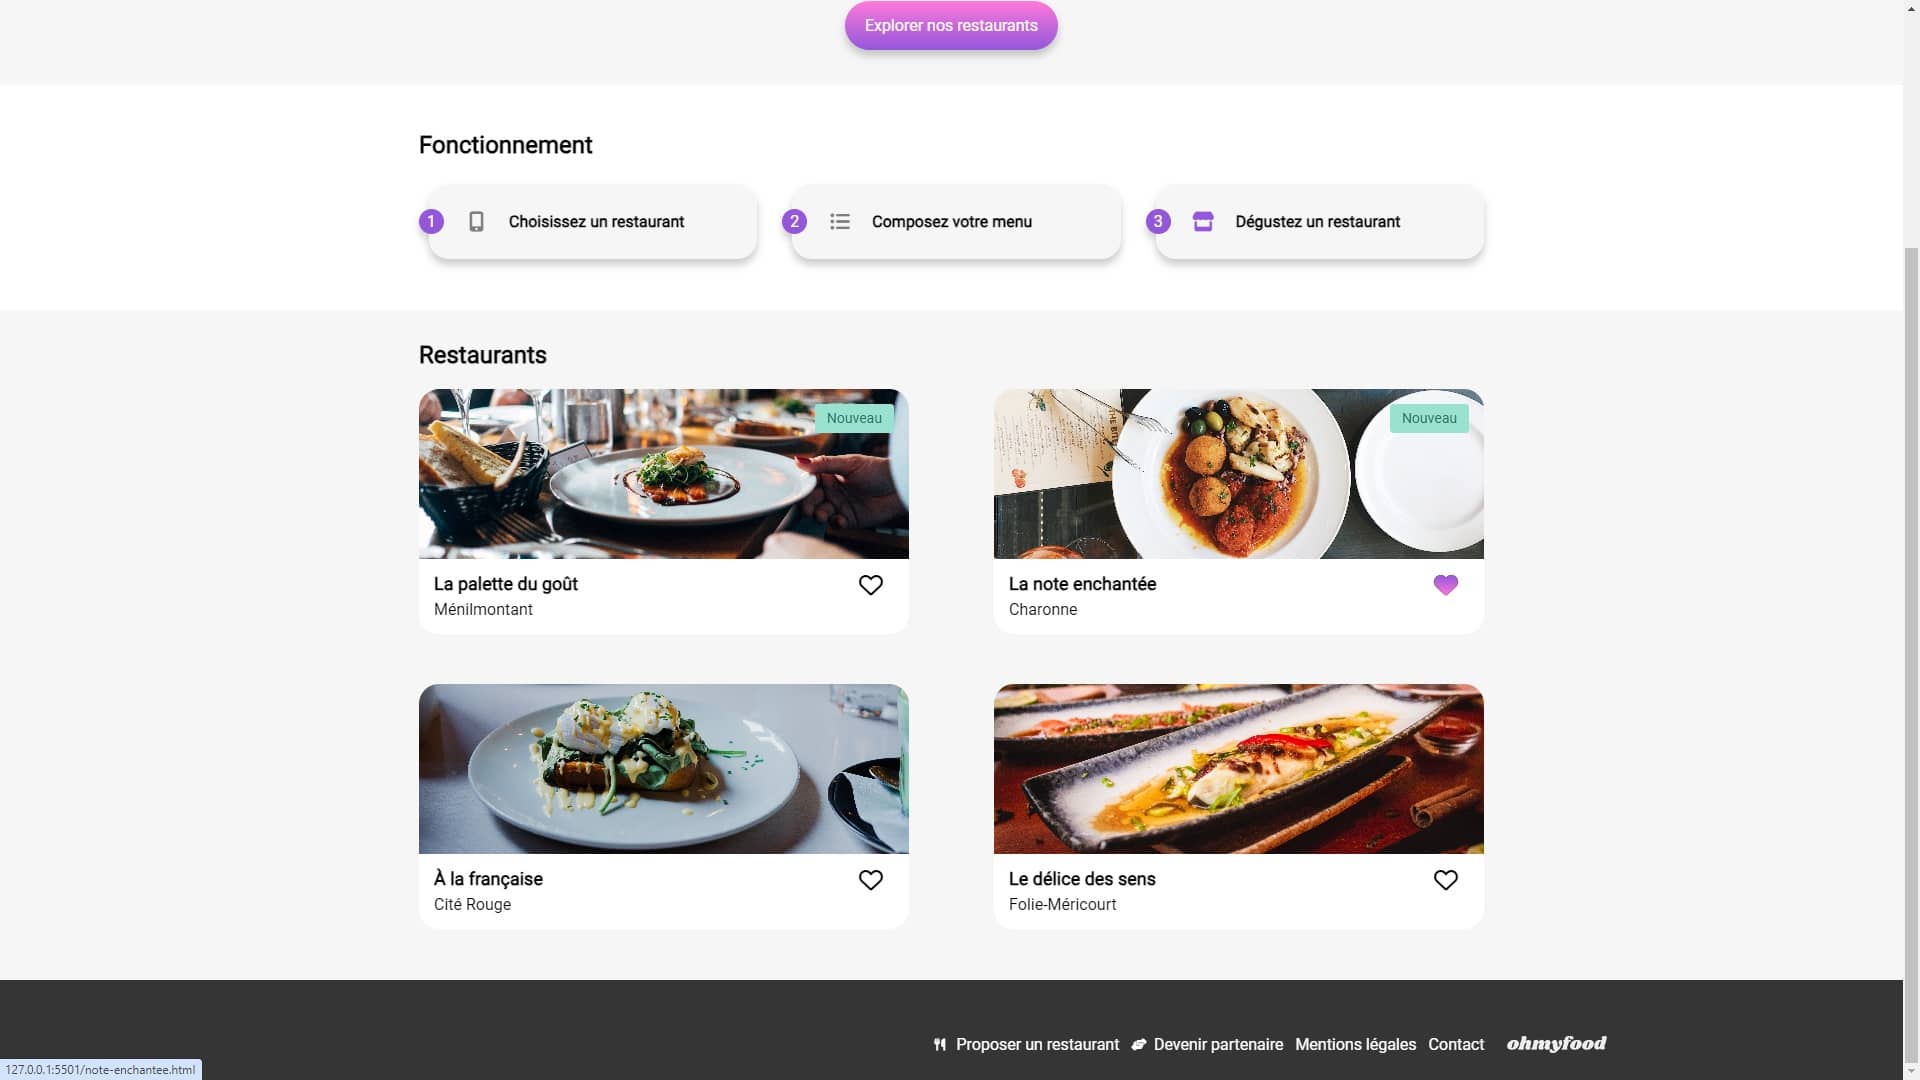 Explorer nos restaurants
Fonctionnement
1 Choisissez un restaurant
2 Composez votre menu
3 Dégustez un restaurant
Restaurants
Nouveau
Nouveau
La palette du goût
Ménilmontant
La note enchantée
Charonne
À la française
Cité Rouge
Le délice des sens
Folie-Méricourt
Proposer un restaurant Devenir partenaire Mentions légales Contact ohmyfood
127.0.0.1:5501/note-enchantee.html